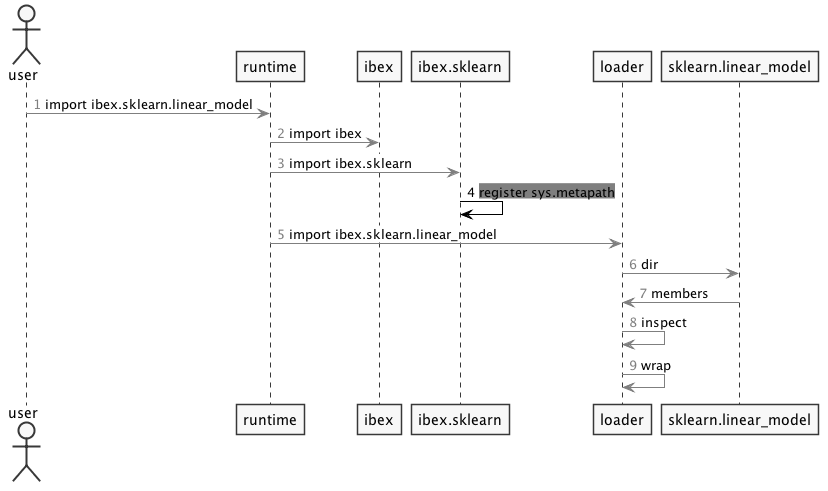 user
runtime
ibex
ibex.sklearn
loader
sklearn.linear_model
1 import ibex.sklearn.linear_model
2 import ibex
3 import ibex.sklearn
4 register sys.metapath
5 import ibex.sklearn.linear_model
6 dir
7 members
8 inspect
9 wrap
user
runtime
ibex
ibex.sklearn
loader
sklearn.linear_model